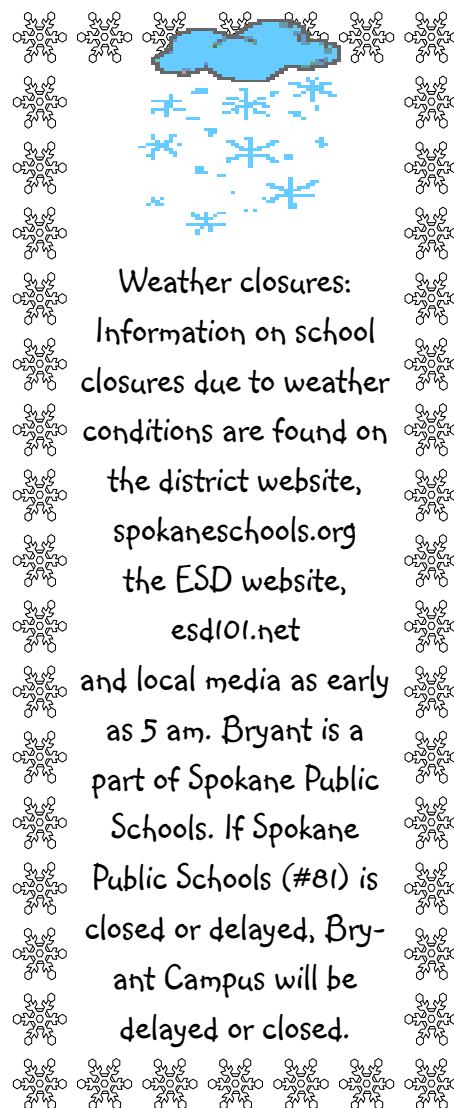 Weather closures:
Information on school
closures due to weather
conditions are found on
the district website,
spokaneschools.org
the ESD website,
esd101.net
and local media as early
as 5 am. Bryant is a
part of Spokane Public
Schools. If Spokane
Public Schools (#81) is
closed or delayed, Bry-
ant Campus will be
delayed or closed.